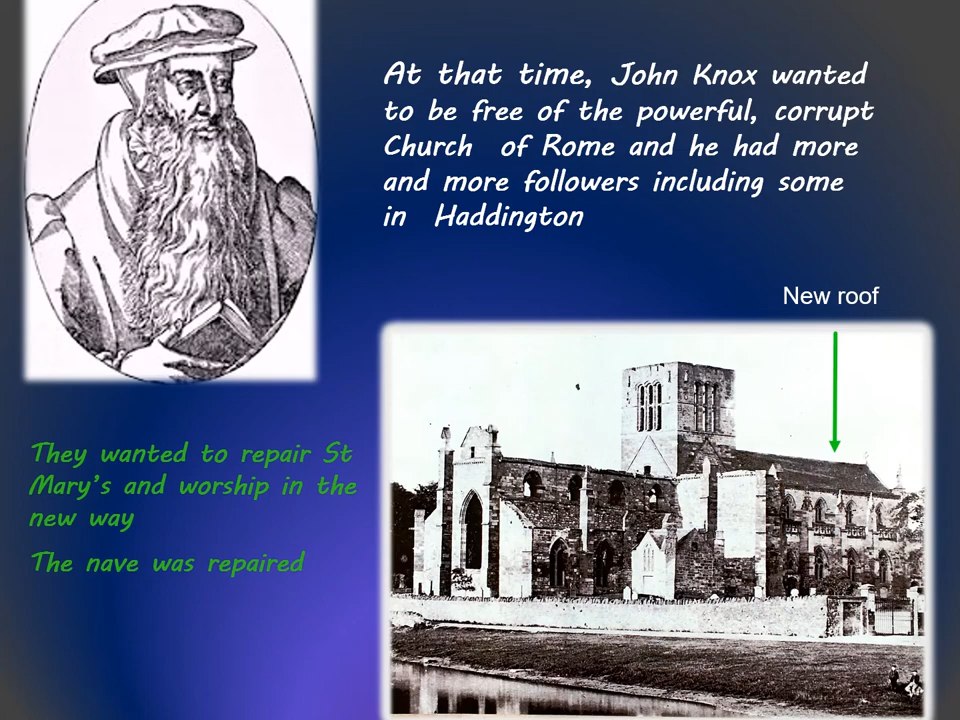 At that time, John Knox wanted
to be free of the powerful, corrupt
Church of Rome and he had more
and more followers including some
in Haddington
New roof
They wanted to repair St
Mary's and worship in the
new way
The nave was repaired